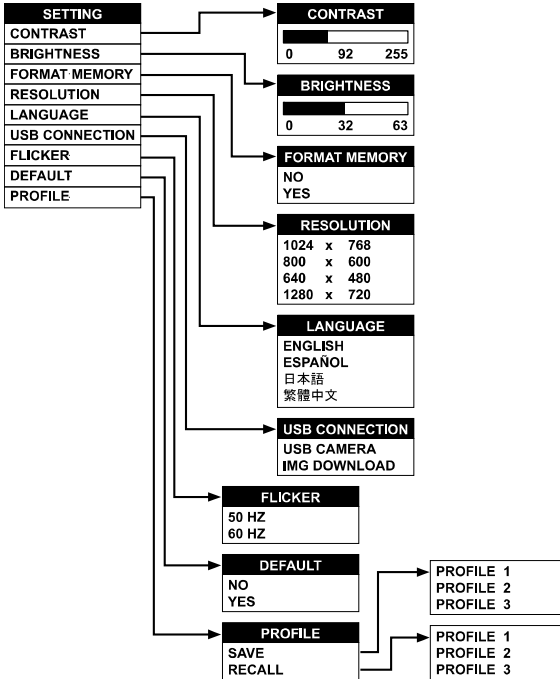 SETTING
CONTRAST
BRIGHTNESS
FORMAT MEMORY
RESOLUTION
LANGUAGE
USB CONNECTION
FLICKER
DEFAULT
PROFILE
CONTRAST
0 92 255
BRIGHTNESS
0 32 63
FORMAT MEMORY
NO
YES
RESOLUTION
1024 x 768
800 x 600
640 x 480
1280 x 720
LANGUAGE
ENGLISH
ESPAÑOL
日本語
繁體中文
USB CONNECTION
USB CAMERA
IMG DOWNLOAD
FLICKER
50 HZ
60 HZ
DEFAULT
NO
YES
PROFILE
SAVE
RECALL
PROFILE 1
PROFILE 2
PROFILE 3
PROFILE 1
PROFILE 2
PROFILE 3